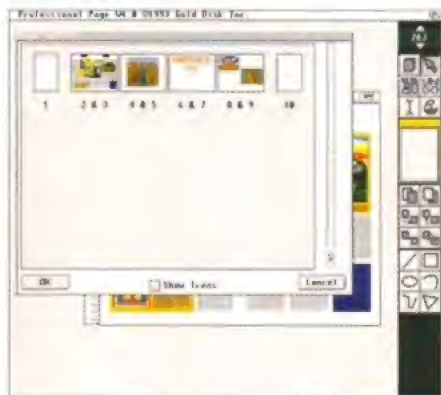 Professional Page V4.0 ©1993 Gold Disk Inc.
1 2 & 3 4 & 5 6 & 7 8 & 9 10
OK Show Icons Cancel